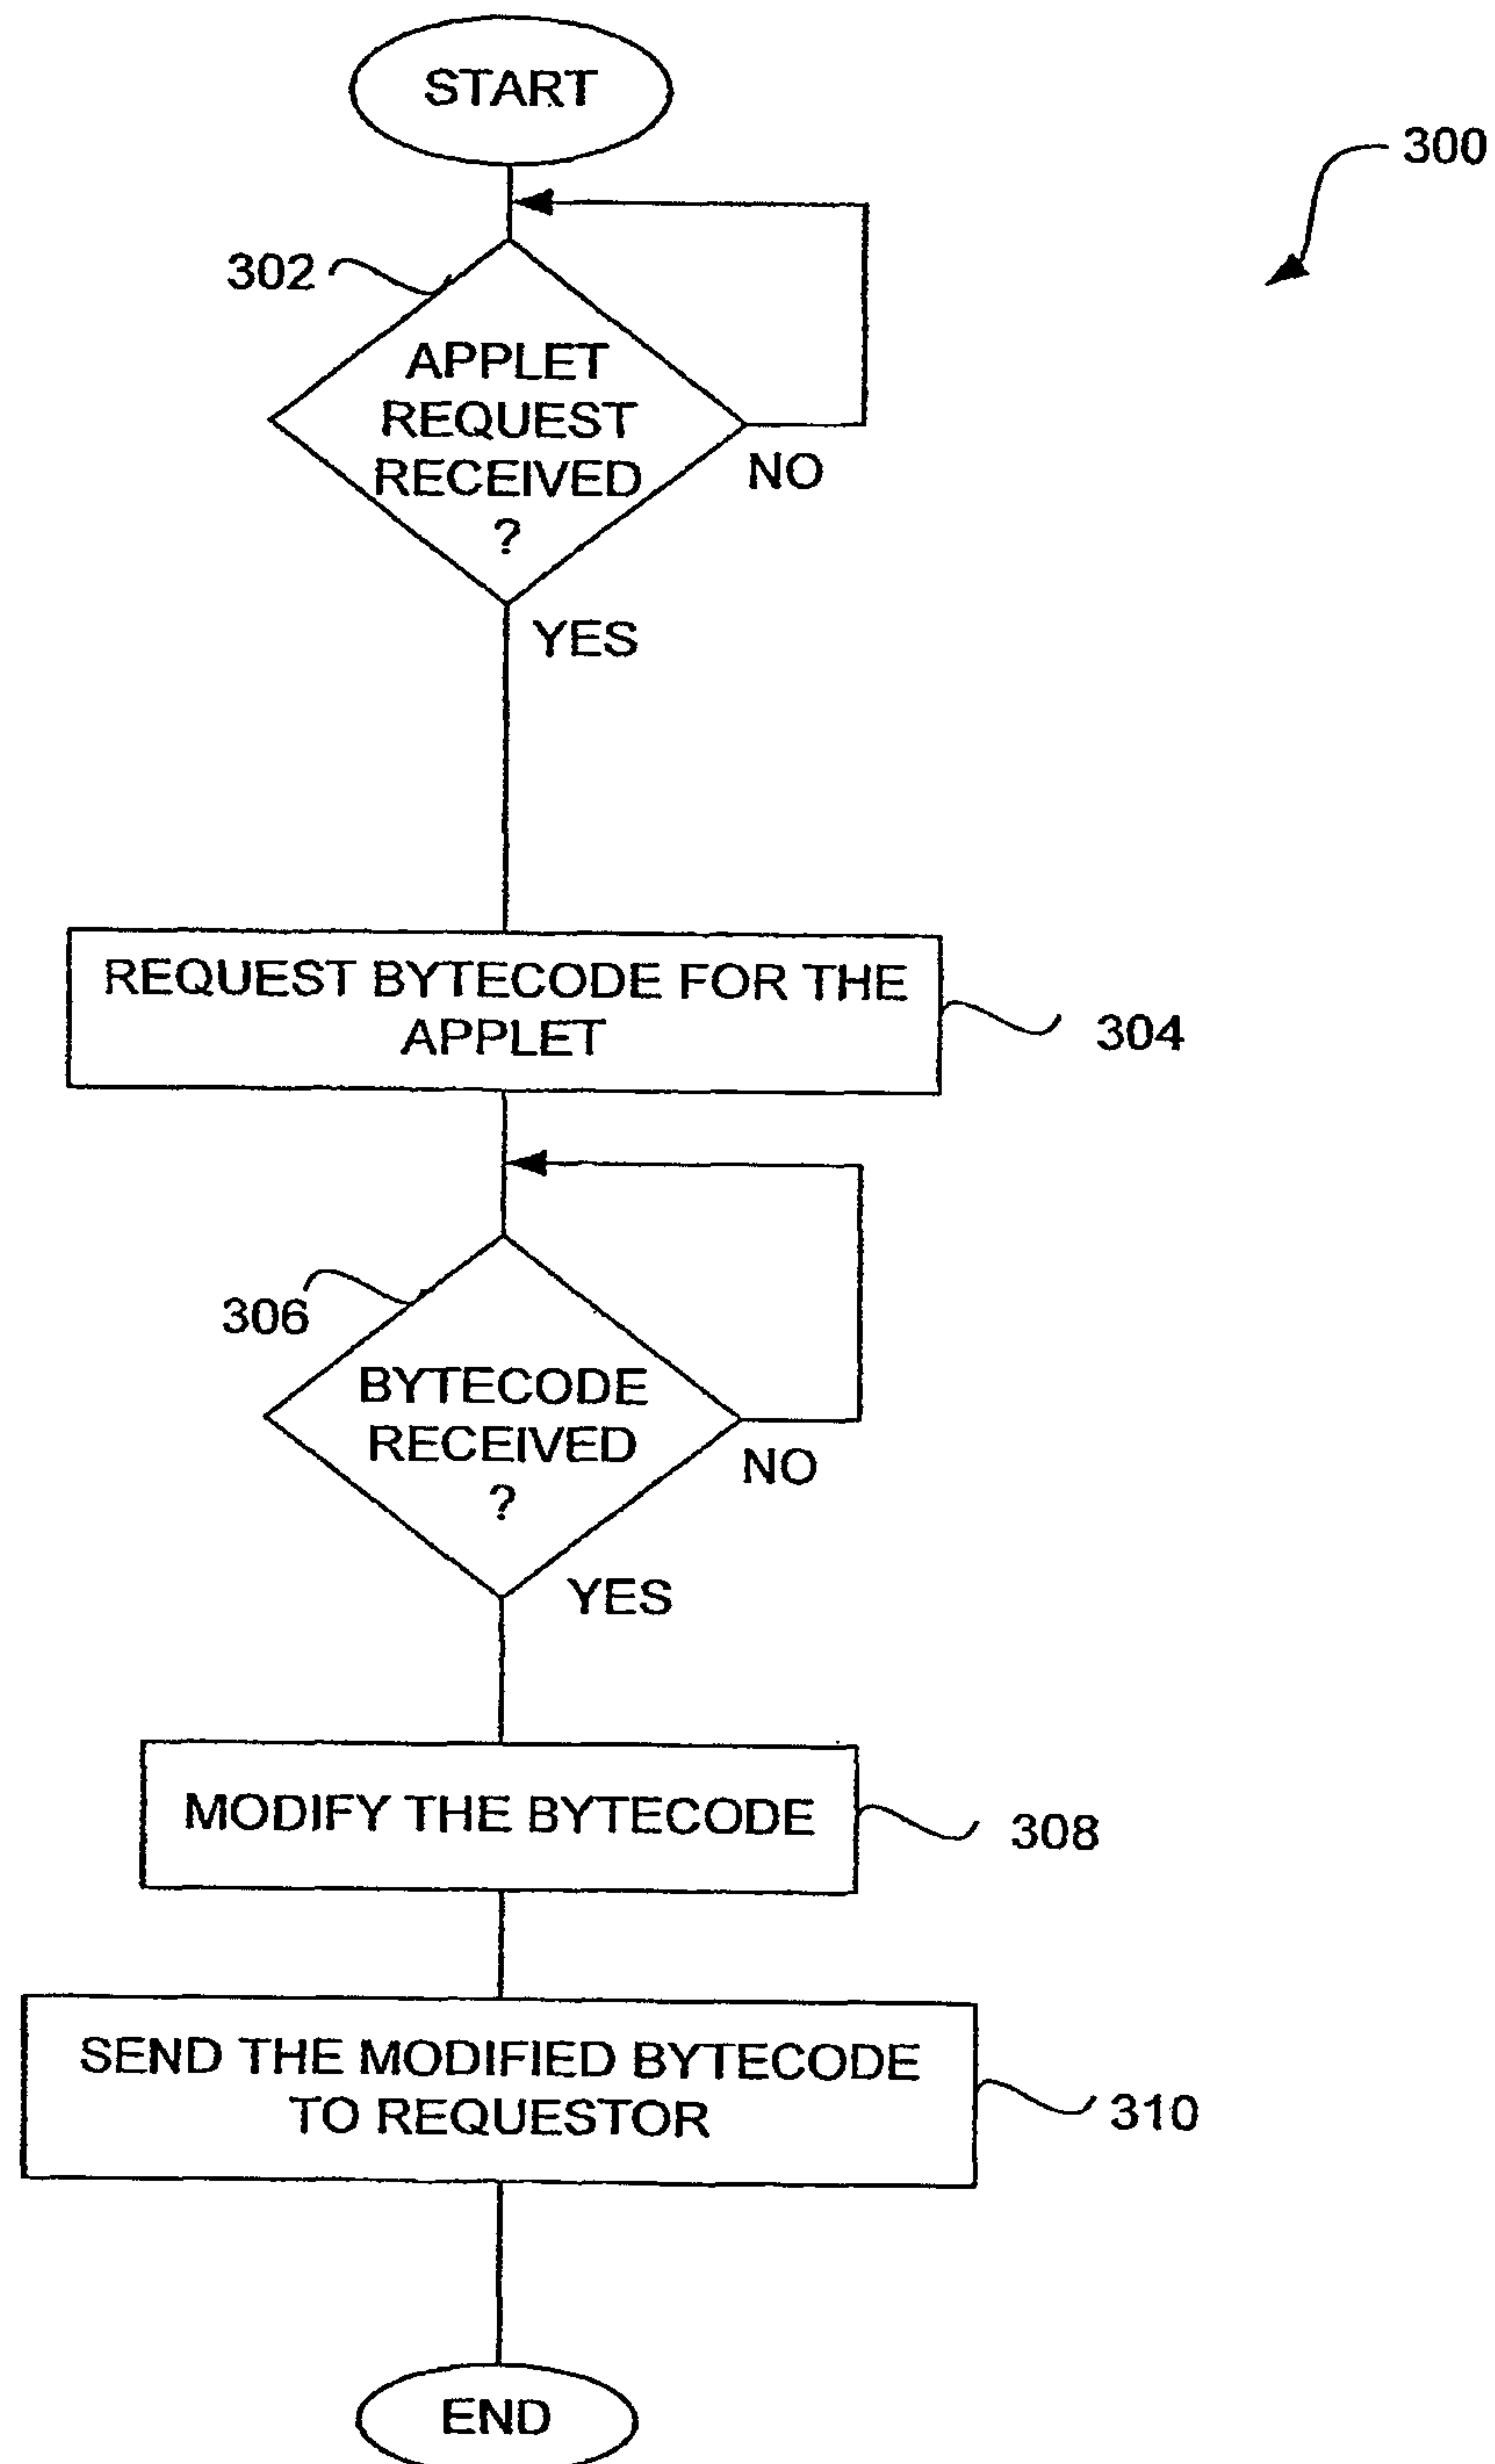 START
300
302
APPLET
REQUEST
RECEIVED
?
NO
YES
REQUEST BYTECODE FOR THE
APPLET
304
306
BYTECODE
RECEIVED
?
NO
YES
MODIFY THE BYTECODE
308
SEND THE MODIFIED BYTECODE
TO REQUESTOR
310
END